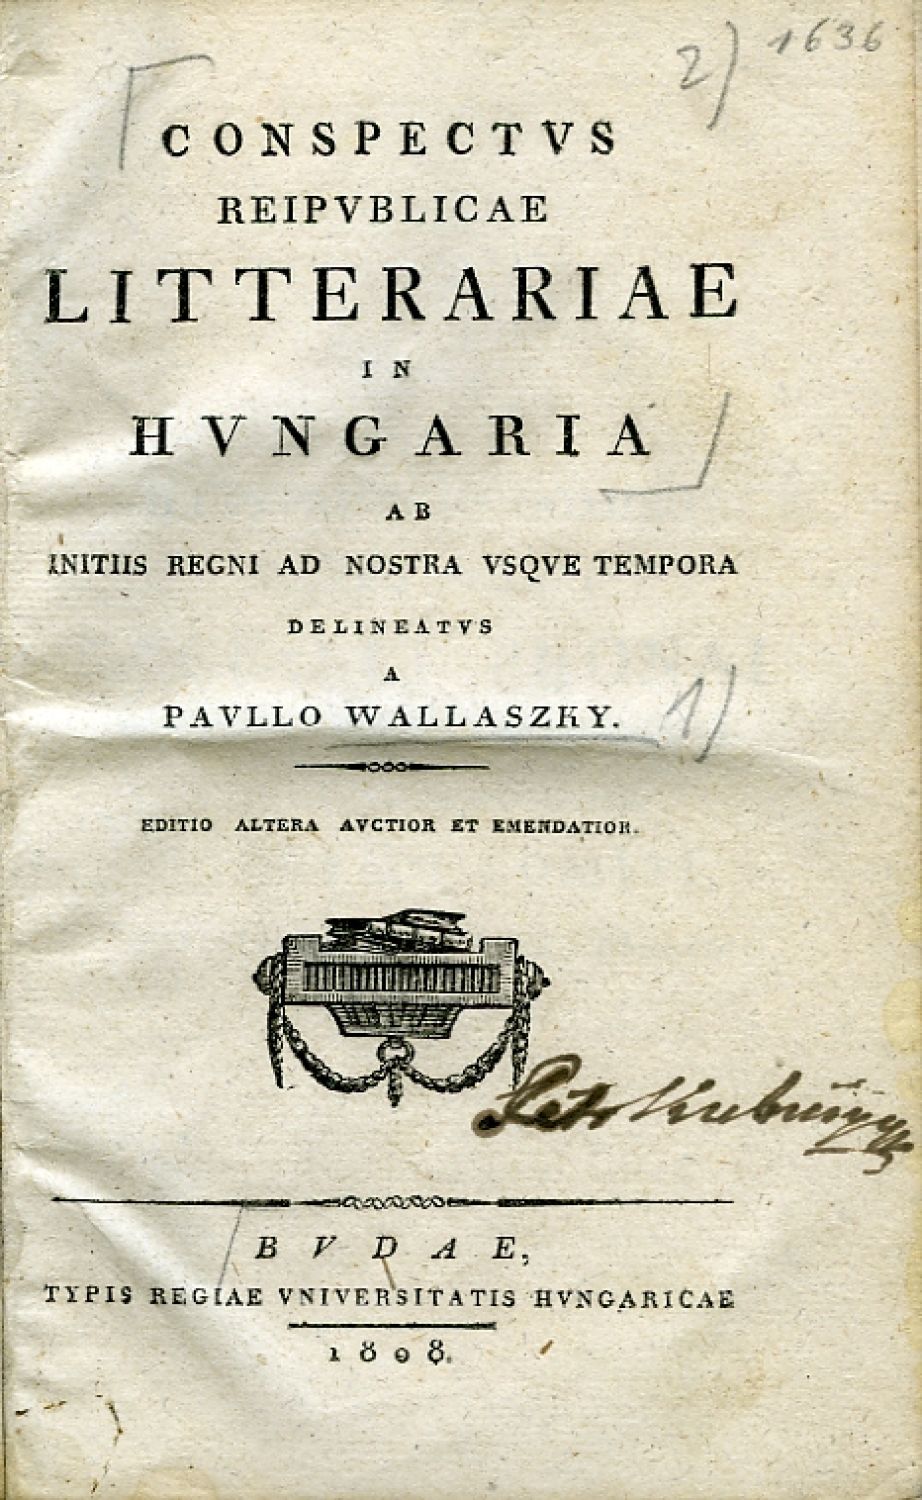 2) 1636
CONSPECTVS
REIPVBLICAE
LITTERARIAE
IN
HVNGARIA
AB
INITIIS REGNI AD NOSTRA VSQVE TEMPORA
DELINEATVS
A
PAVLLO WALLASZKY. 1)
EDITIO ALTERA AVCTIOR ET EMENDATIOR.
BVDAE,
TYPIS REGIAE VNIVERSITATIS HVNGARICAE
1808.